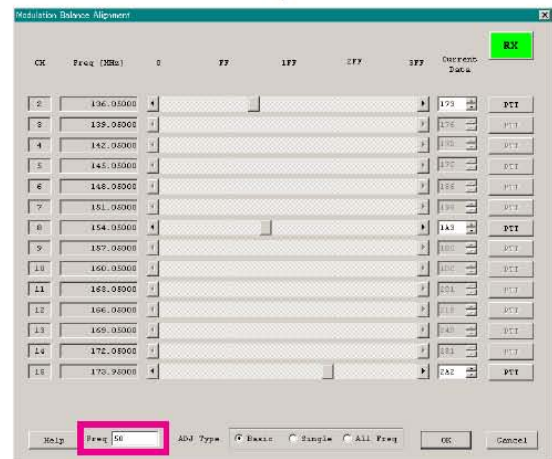 Modulation Balance Alignment
RX
CH Freq [MHz] 0 FF 1FF 2FF 3FF Current Data
2 136.05000 173 PTT
3 139.05000 PTT
4 142.05000 PTT
5 145.05000 PTT
6 148.05000 PTT
7 151.05000 PTT
8 154.05000 1A3 PTT
9 157.05000 PTT
10 160.05000 PTT
11 163.05000 PTT
12 166.05000 PTT
13 169.05000 PTT
14 172.05000 PTT
15 173.95000 2A2 PTT
Help Freq 50 ADJ Type Basic Single All Freq OK Cancel